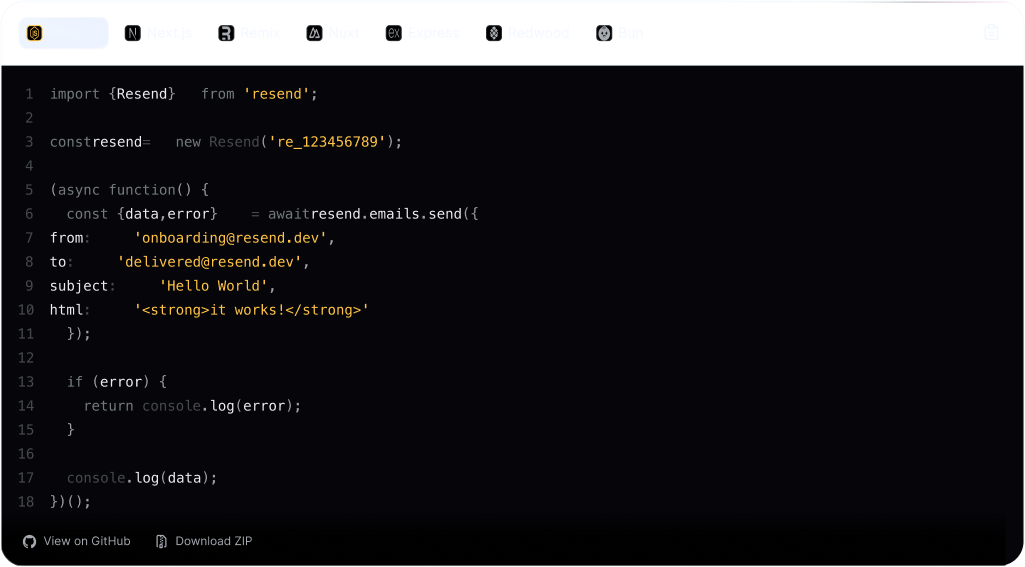 Next.js Remix Nuxt Express Redwood Bun
1 import {Resend} from 'resend';
2
3 constresend= new Resend('re_123456789');
4
5 (async function() {
6 const {data,error} = awaitresend.emails.send({
7 from: 'onboarding@resend.dev',
8 to: 'delivered@resend.dev',
9 subject: 'Hello World',
10 html: '<strong>it works!</strong>'
11 });
12
13 if (error) {
14 return console.log(error);
15 }
16
17 console.log(data);
18 })();
View on GitHub Download ZIP